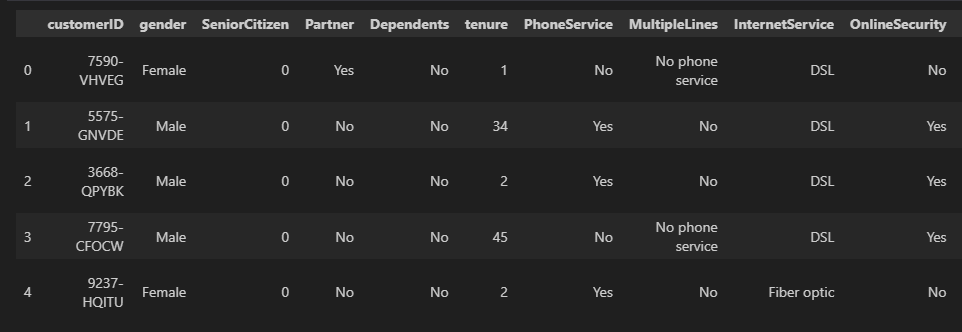 customerID gender SeniorCitizen Partner Dependents tenure PhoneService MultipleLines InternetService OnlineSecurity
0 7590-VHVEG Female 0 Yes No 1 No No phone service DSL No
1 5575-GNVDE Male 0 No No 34 Yes No DSL Yes
2 3668-QPYBK Male 0 No No 2 Yes No DSL Yes
3 7795-CFOCW Male 0 No No 45 No No phone service DSL Yes
4 9237-HQITU Female 0 No No 2 Yes No Fiber optic No